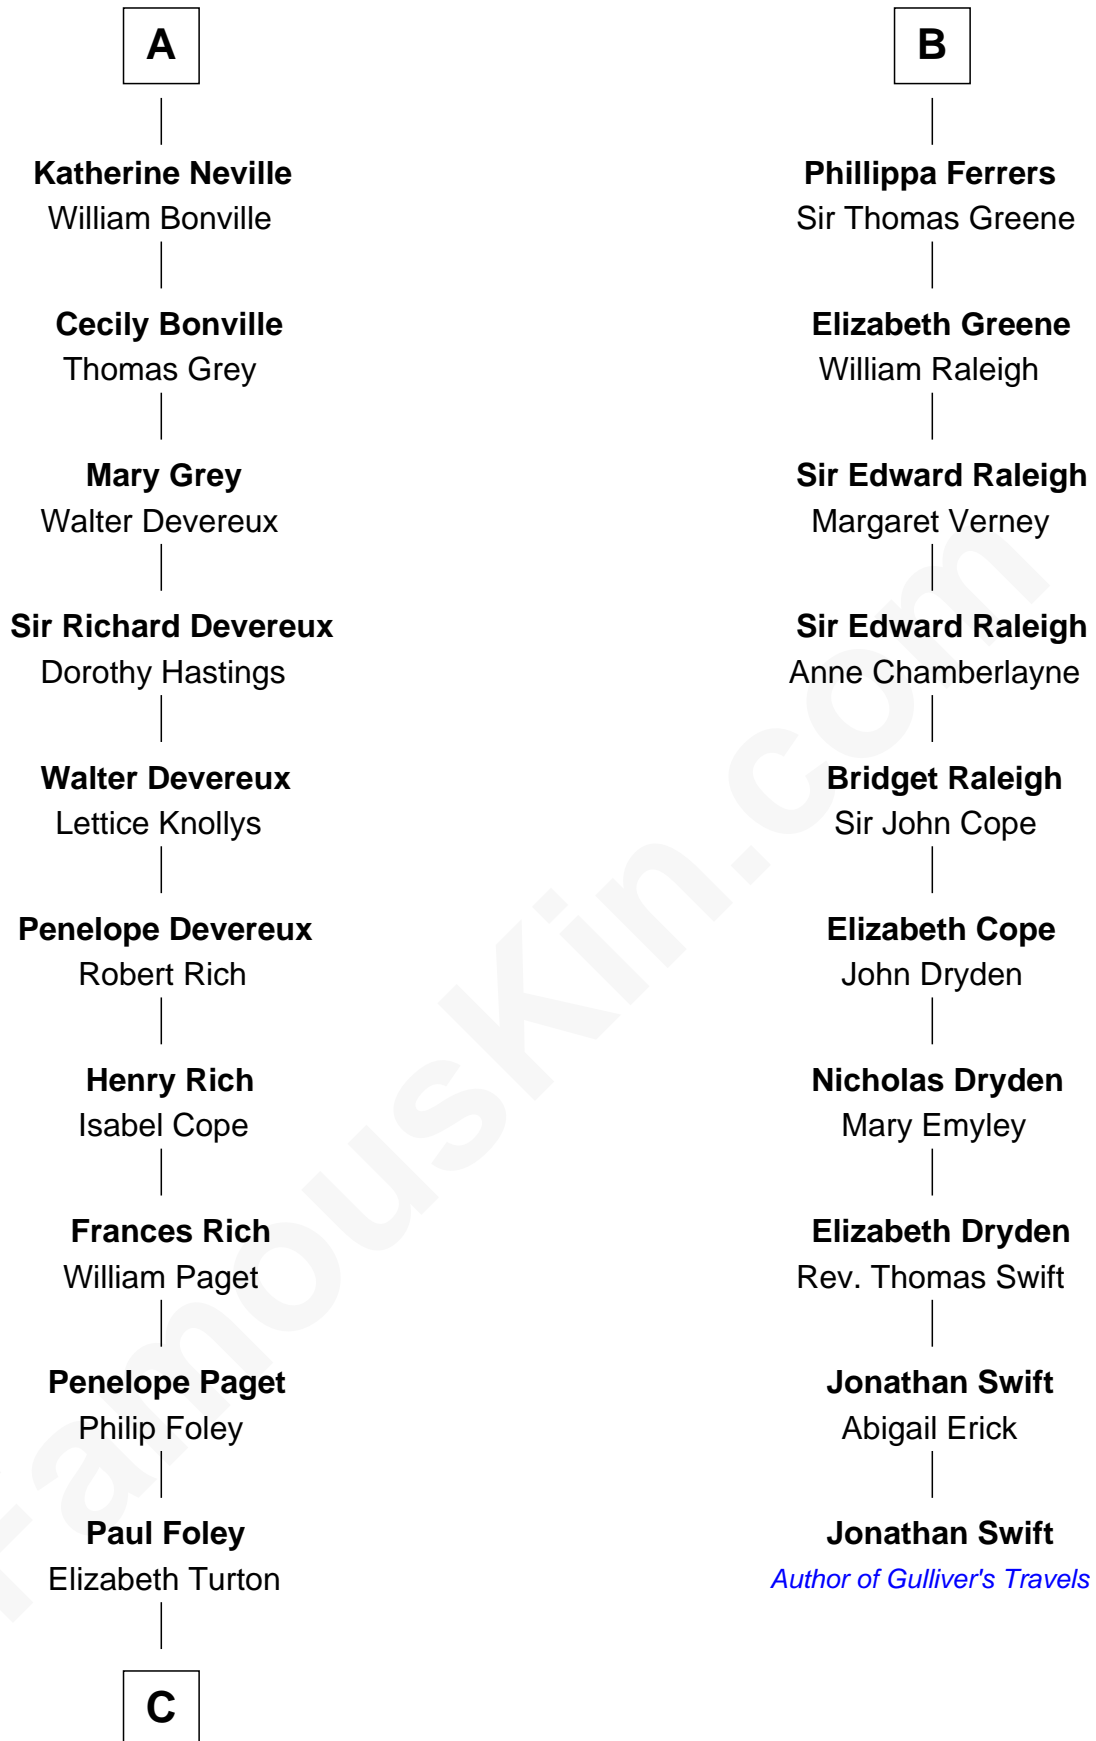 A
Katherine Neville
William Bonville
Cecily Bonville
Thomas Grey
Mary Grey
Walter Devereux
Sir Richard Devereux
Dorothy Hastings
Walter Devereux
Lettice Knollys
Penelope Devereux
Robert Rich
Henry Rich
Isabel Cope
Frances Rich
William Paget
Penelope Paget
Philip Foley
Paul Foley
Elizabeth Turton
C
B
Phillippa Ferrers
Sir Thomas Greene
Elizabeth Greene
William Raleigh
Sir Edward Raleigh
Margaret Verney
Sir Edward Raleigh
Anne Chamberlayne
Bridget Raleigh
Sir John Cope
Elizabeth Cope
John Dryden
Nicholas Dryden
Mary Emyley
Elizabeth Dryden
Rev. Thomas Swift
Jonathan Swift
Abigail Erick
Jonathan Swift
Author of Gulliver's Travels
FamousKin.com